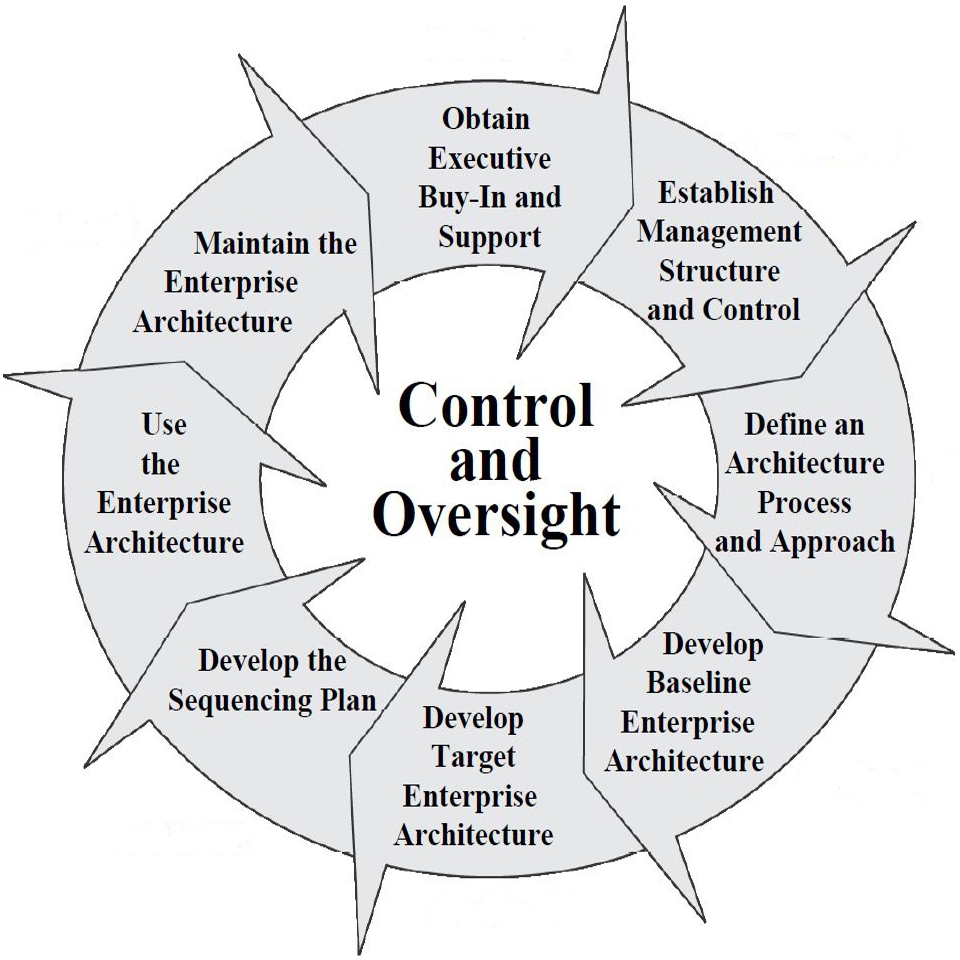 Obtain
Executive
Buy-In and
Support
Establish
Management
Structure
and Control
Define an
Architecture
Process
and Approach
Develop
Baseline
Enterprise
Architecture
Develop
Target
Enterprise
Architecture
Develop the
Sequencing Plan
Use
the
Enterprise
Architecture
Maintain the
Enterprise
Architecture
Control
and
Oversight